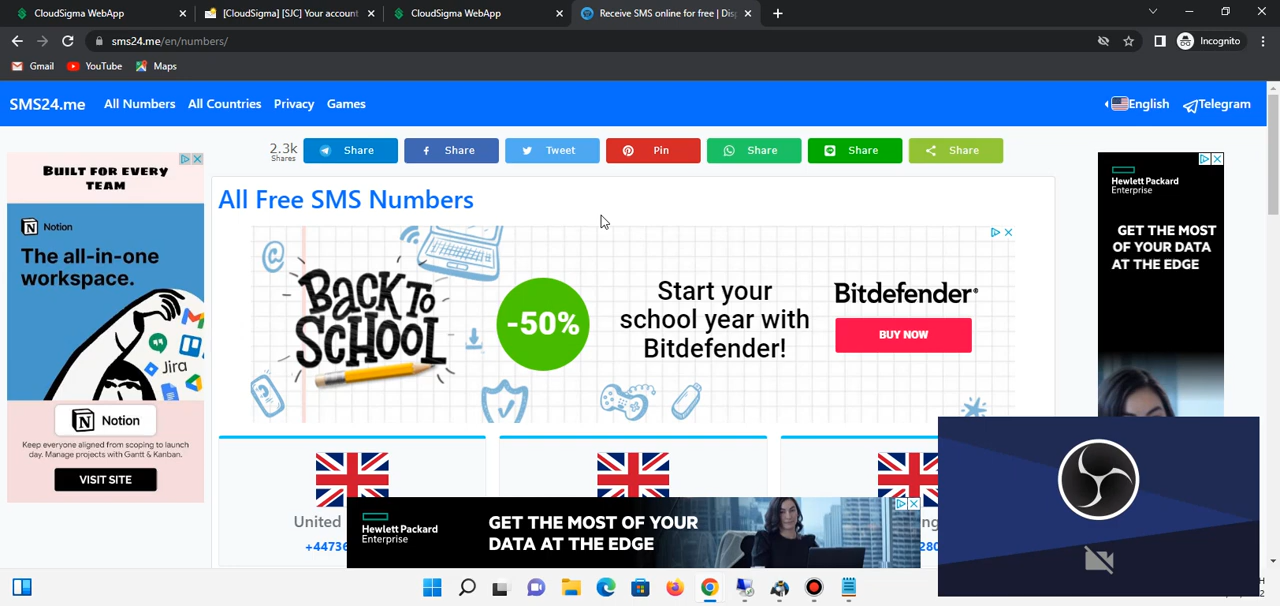 CloudSigma WebApp
[CloudSigma] [SJC] Your account
CloudSigma WebApp
Receive SMS online for free | Disp
sms24.me/en/numbers/
Incognito
Gmail
YouTube
Maps
SMS24.me
All Numbers
All Countries
Privacy
Games
English
Telegram
2.3k
Shares
Share
Share
Tweet
Pin
Share
Share
Share
BUILT FOR EVERY
TEAM
Notion
The all-in-one
workspace.
Jira
Notion
Keep everyone aligned from scoping to launch
day. Manage projects with Gantt & Kanban.
VISIT SITE
All Free SMS Numbers
BACK TO
SCHOOL
-50%
Start your
school year with
Bitdefender!
Bitdefender
BUY NOW
Hewlett Packard
Enterprise
GET THE MOST
OF YOUR DATA
AT THE EDGE
United
+44736
Hewlett Packard
Enterprise
GET THE MOST OF YOUR
DATA AT THE EDGE
280